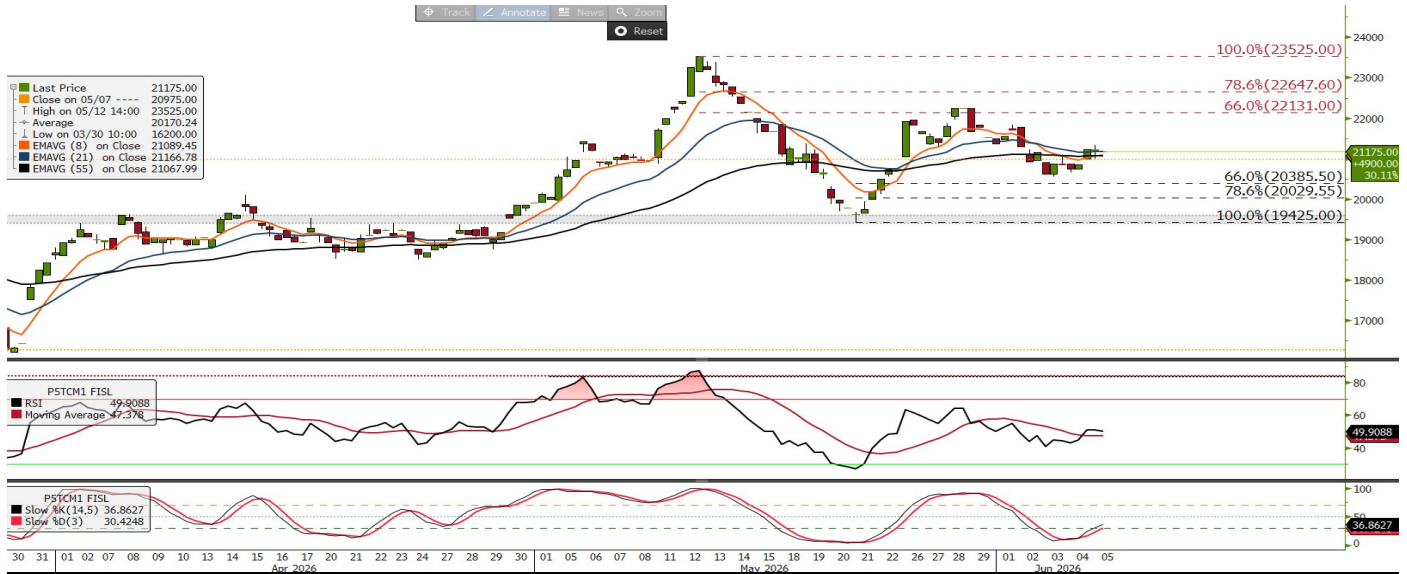 Track Annotate News Zoom
Reset
Last Price 21175.00
Close on 05/07 ---- 20975.00
High on 05/12 14:00 23525.00
Average 20170.24
Low on 03/30 10:00 16200.00
EMAVG (8) on Close 21089.45
EMAVG (21) on Close 21166.78
EMAVG (55) on Close 21067.99
100.0%(23525.00)
78.6%(22647.60)
66.0%(22131.00)
66.0%(20385.50)
78.6%(20029.55)
100.0%(19425.00)
24000
23000
22000
21175.00
+4900.00
30.11%
20000
19000
18000
17000
P5TCM1 FISL
RSI 49.9088
Moving Average 47.378
80
60
49.9088
40
P5TCM1 FISL
Slow %K(14,5) 36.8627
Slow %D(3) 30.4248
100
50
36.8627
0
30 31 01 02 07 08 09 10 13 14 15 16 17 20 21 22 23 24 27 28 29 30 01 05 06 07 08 11 12 13 14 15 18 19 20 21 22 26 27 28 29 01 02 03 04 05
Apr 2026 May 2026 Jun 2026